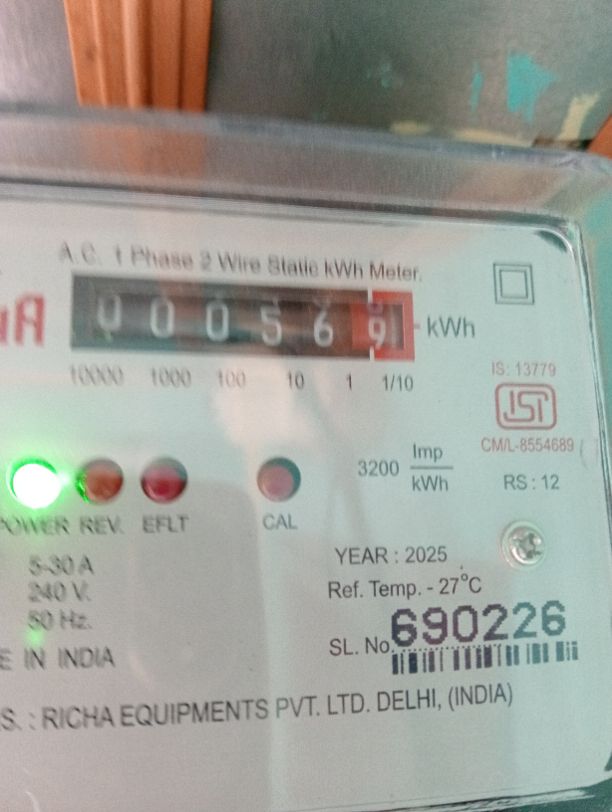 A.C. 1 Phase 2 Wire Static kWh Meter.
0 0 0 5 6 9 kWh
10000 1000 100 10 1 1/10
IS: 13779
ISI
CM/L-8554689
3200 Imp/kWh
RS : 12
POWER REV. EFLT CAL
5-30 A
240 V.
50 Hz.
YEAR : 2025
Ref. Temp. - 27°C
SL. No. 690226
E IN INDIA
S. : RICHA EQUIPMENTS PVT. LTD. DELHI, (INDIA)